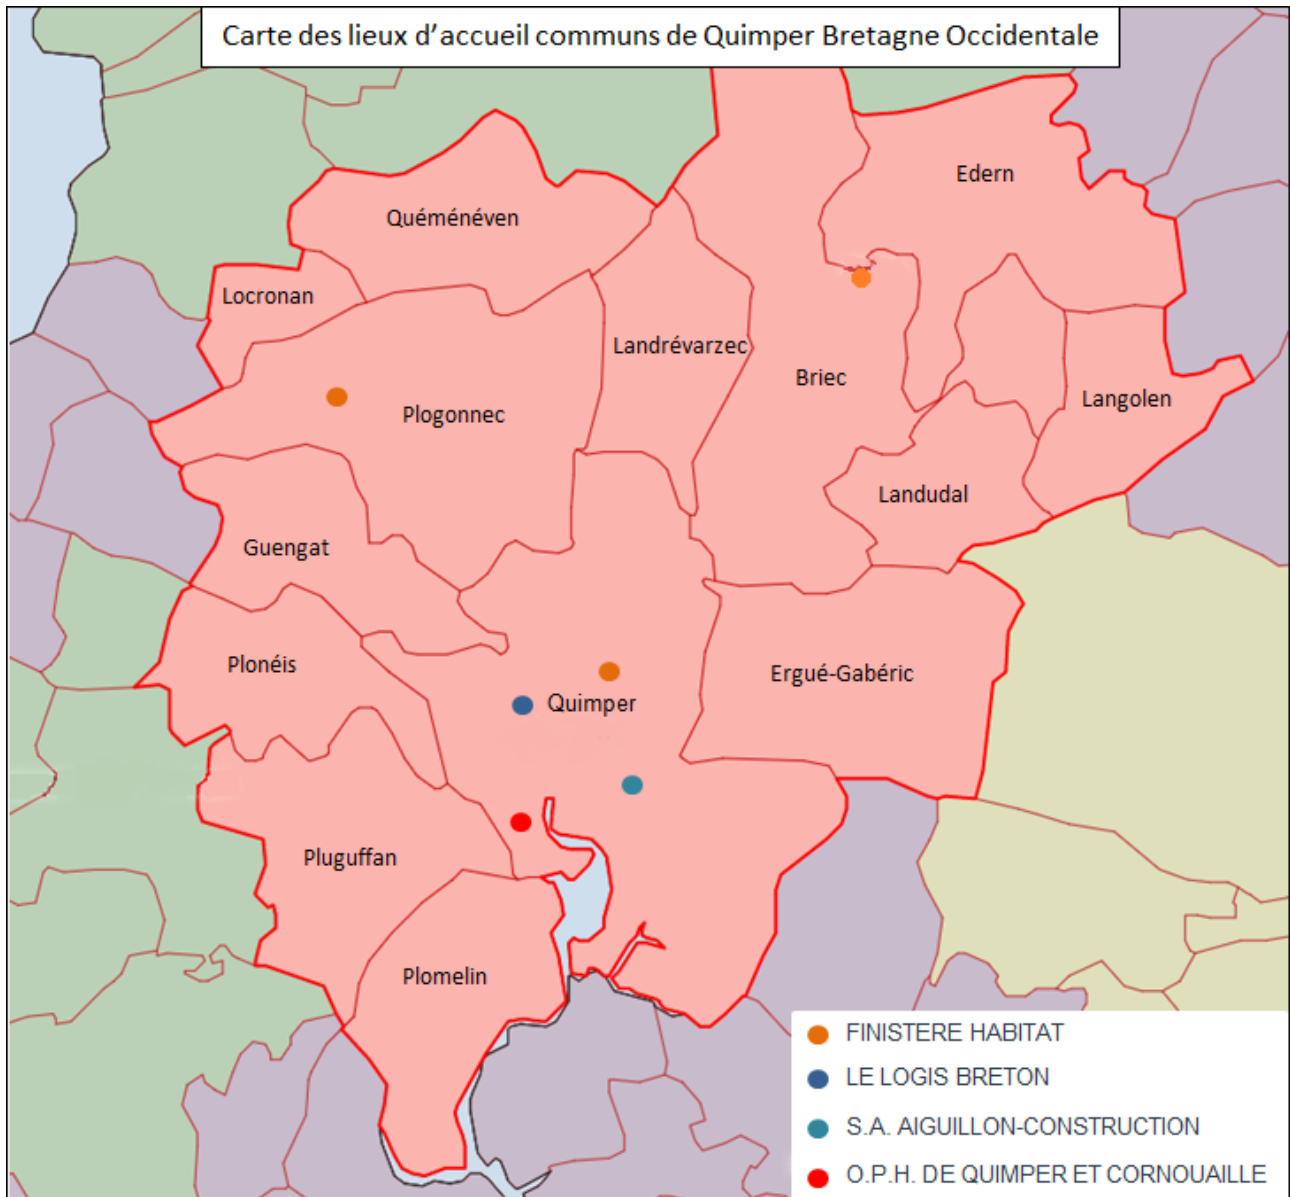 Carte des lieux d’accueil communs de Quimper Bretagne Occidentale
Edern
Quéménéven
Locronan
Landrévarzec
Briec
Langolen
Plogonnec
Landudal
Guengat
Plonéis
Ergué-Gabéric
Quimper
Pluguffan
Plomelin
FINISTERE HABITAT
LE LOGIS BRETON
S.A. AIGUILLON-CONSTRUCTION
O.P.H. DE QUIMPER ET CORNOUAILLE